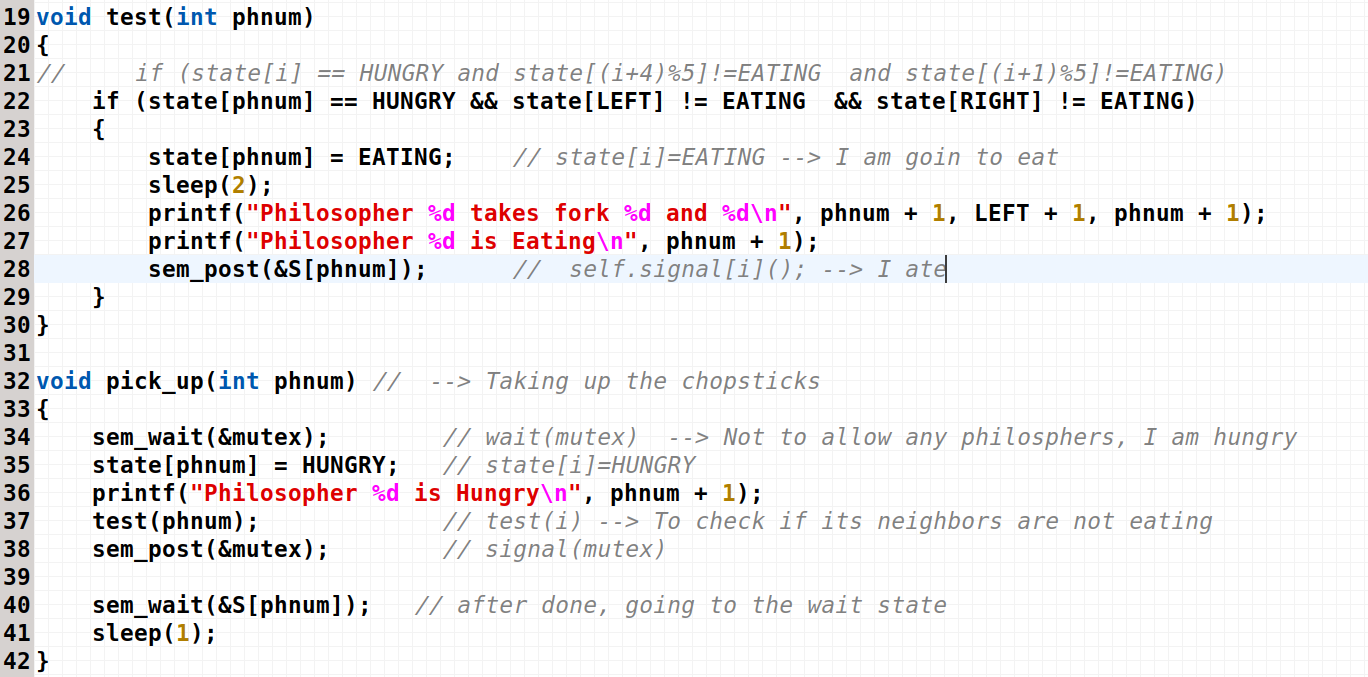 19 void test(int phnum)
20 {
21 //     if (state[i] == HUNGRY and state[(i+4)%5]!=EATING  and state[(i+1)%5]!=EATING)
22     if (state[phnum] == HUNGRY && state[LEFT] != EATING  && state[RIGHT] != EATING)
23     {
24         state[phnum] = EATING;    // state[i]=EATING --> I am goin to eat
25         sleep(2);
26         printf("Philosopher %d takes fork %d and %d\n", phnum + 1, LEFT + 1, phnum + 1);
27         printf("Philosopher %d is Eating\n", phnum + 1);
28         sem_post(&S[phnum]);      //  self.signal[i](); --> I ate
29     }
30 }
31
32 void pick_up(int phnum) //  --> Taking up the chopsticks
33 {
34     sem_wait(&mutex);        // wait(mutex)  --> Not to allow any philosphers, I am hungry
35     state[phnum] = HUNGRY;   // state[i]=HUNGRY
36     printf("Philosopher %d is Hungry\n", phnum + 1);
37     test(phnum);             // test(i) --> To check if its neighbors are not eating
38     sem_post(&mutex);        // signal(mutex)
39
40     sem_wait(&S[phnum]);   // after done, going to the wait state
41     sleep(1);
42 }